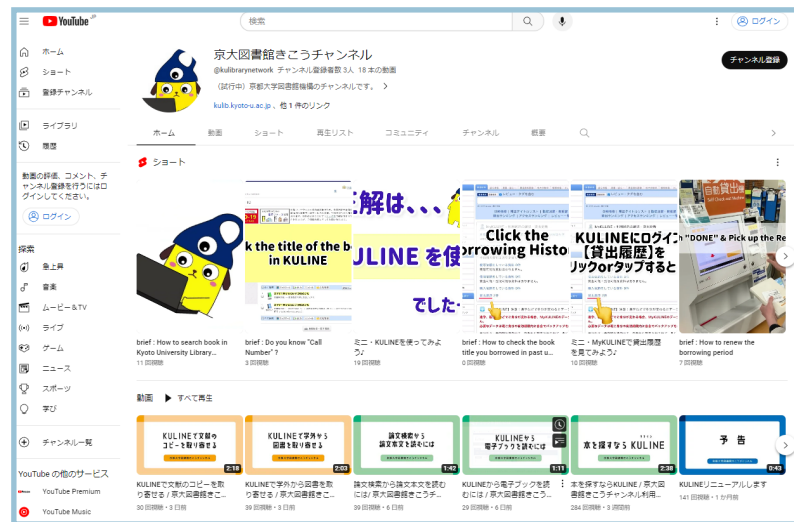 YouTube JP
検索
ログイン
ホーム
ショート
登録チャンネル
ライブラリ
履歴
動画の評価、コメント、チ
ャンネル登録を行うにはロ
グインしてください。
ログイン
探索
急上昇
音楽
ムービー&TV
ライブ
ゲーム
ニュース
スポーツ
学び
チャンネル一覧
YouTube の他のサービス
YouTube Premium
YouTube Music
京大図書館きこうチャンネル
@kulibrarynetwork チャンネル登録者数 3人 18 本の動画
(試行中)京都大学図書館機構のチャンネルです。
kulib.kyoto-u.ac.jp、他 1 件のリンク
チャンネル登録
ホーム 動画 ショート 再生リスト コミュニティ チャンネル 概要
ショート
k the title of the b
in KULINE
解は、、、
ULINE を使
でした
Click the
orrowing Histo
KULINEにログイン
【貸出履歴】を
リックorタップすると
自動貸出機
"DONE" & Pick up the Re
brief : How to search book in
Kyoto University Library...
11 回視聴
brief : Do you know "Call
Number" ?
3 回視聴
ミニ・KULINEを使ってみよ
う♪
19 回視聴
brief : How to check the book
title you borrowed in past u...
10 回視聴
ミニ・MyKULINEで貸出履歴
を見てみよう♪
10 回視聴
brief : How to renew the
borrowing period
7 回視聴
動画 すべて再生
KULINEで文献の
コピーを取り寄せる
2:18
KULINEで学外から
図書を取り寄せる
2:03
論文検索から
論文本文を読むには
1:42
KULINEから
電子ブックを読むには
1:11
本を探すなら KULINE
2:38
予 告
0:43
KULINEで文献のコピーを取
り寄せる / 京大図書館きこ...
30 回視聴・3 日前
KULINEで学外から図書を取
り寄せる / 京大図書館きこ...
39 回視聴・3 日前
論文検索から論文本文を読む
には / 京大図書館きこうチ...
39 回視聴・6 日前
KULINEから電子ブックを読
むには / 京大図書館きこう...
29 回視聴・6 日前
本を探すならKULINE / 京大図
書館きこうチャンネル利用...
284 回視聴・3 週間前
KULINEリニューアルします
141 回視聴・1 か月前